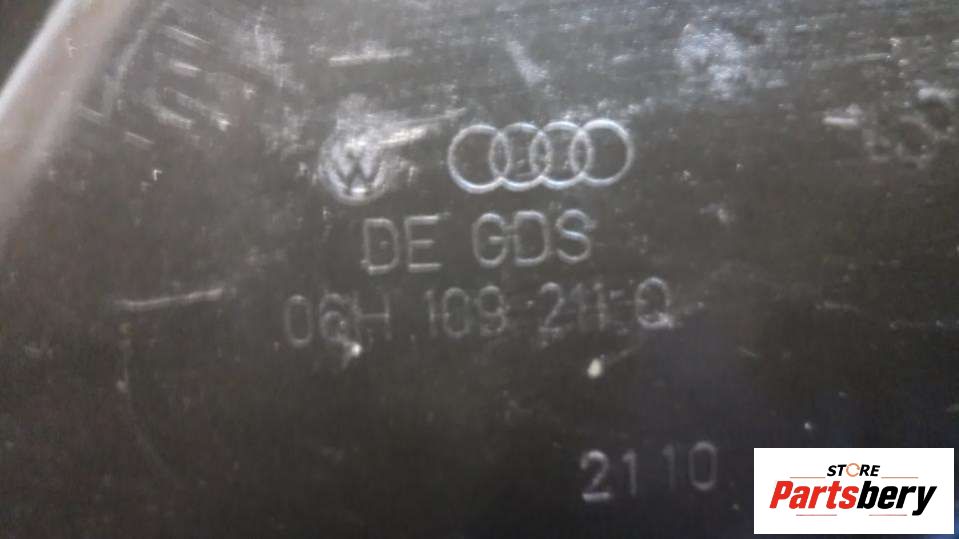 DE GDS
06H 109 211 Q
2110
STORE
Partsbery